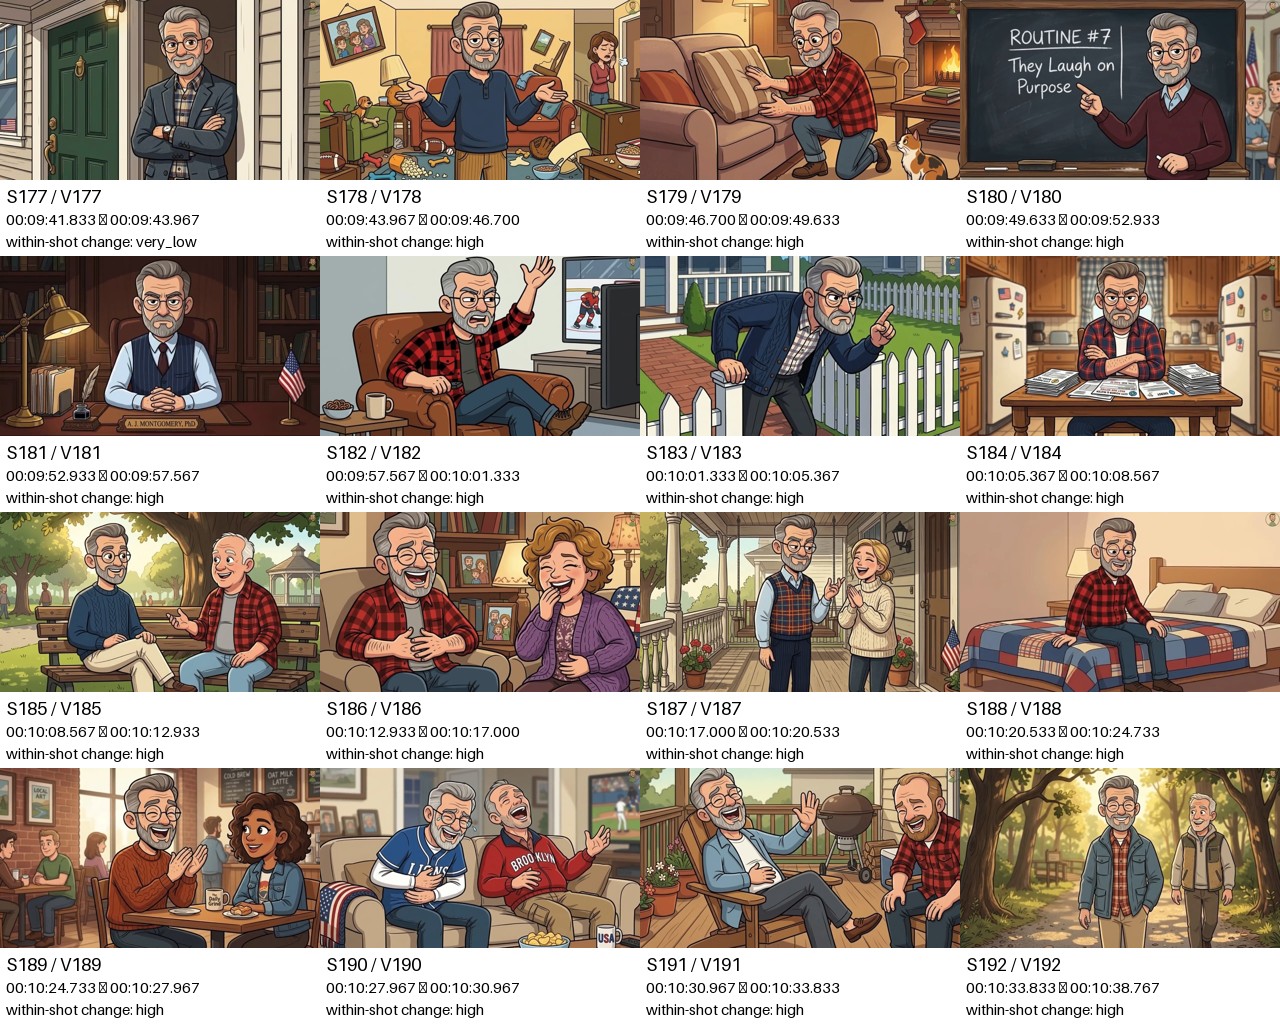 ROUTINE #7
They Laugh on
Purpose
S177 / V177
00:09:41.833 00:09:43.967
within-shot change: very_low
S178 / V178
00:09:43.967 00:09:46.700
within-shot change: high
S179 / V179
00:09:46.700 00:09:49.633
within-shot change: high
S180 / V180
00:09:49.633 00:09:52.933
within-shot change: high
A. J. MONTGOMERY, PhD
S181 / V181
00:09:52.933 00:09:57.567
within-shot change: high
S182 / V182
00:09:57.567 00:10:01.333
within-shot change: high
S183 / V183
00:10:01.333 00:10:05.367
within-shot change: high
S184 / V184
00:10:05.367 00:10:08.567
within-shot change: high
S185 / V185
00:10:08.567 00:10:12.933
within-shot change: high
S186 / V186
00:10:12.933 00:10:17.000
within-shot change: high
S187 / V187
00:10:17.000 00:10:20.533
within-shot change: high
S188 / V188
00:10:20.533 00:10:24.733
within-shot change: high
LOCAL
ART
COLD BREW
OAT MILK
LATTE
Daily
Grind
LIONS
BROOKLYN
USA
S189 / V189
00:10:24.733 00:10:27.967
within-shot change: high
S190 / V190
00:10:27.967 00:10:30.967
within-shot change: high
S191 / V191
00:10:30.967 00:10:33.833
within-shot change: high
S192 / V192
00:10:33.833 00:10:38.767
within-shot change: high